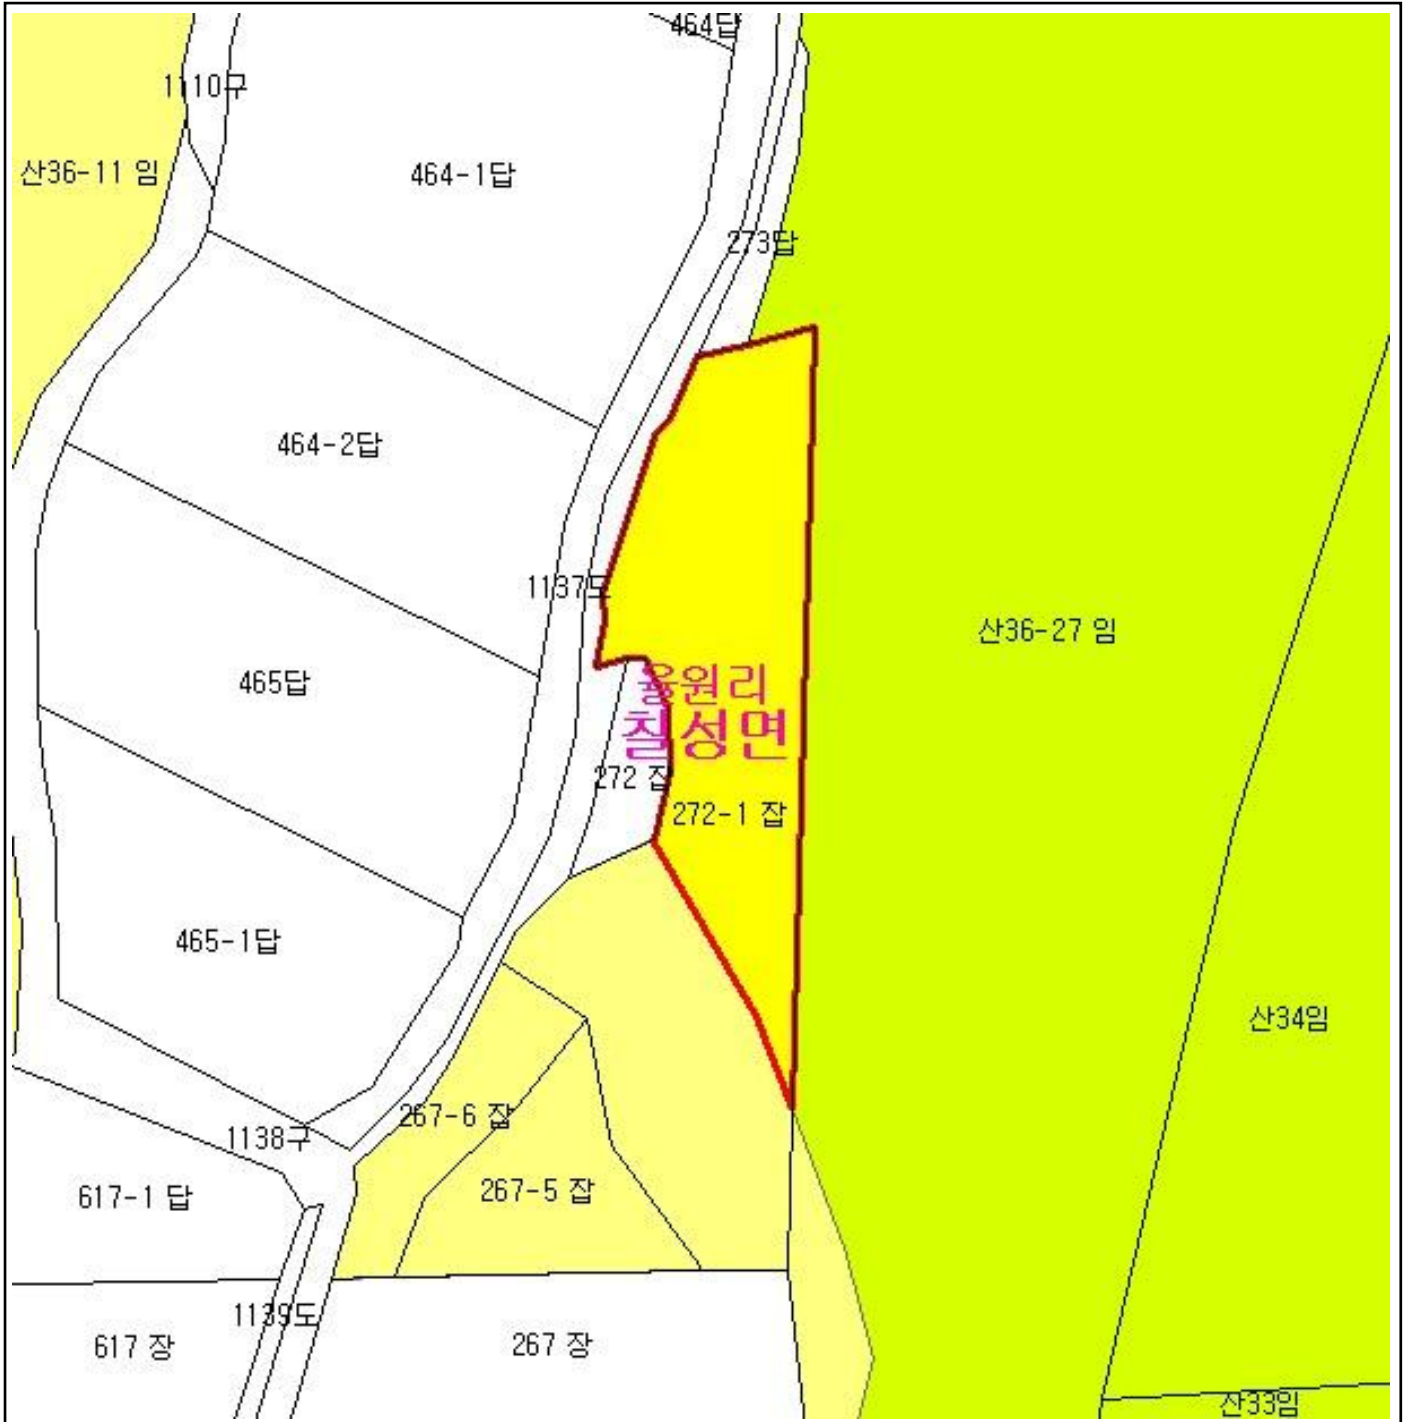 464답
1110구
산36-11 임
464-1답
273답
464-2답
1137도
산36-27 임
465답
율원리
칠성면
272 잡
272-1 잡
465-1답
산34임
267-6 잡
1138구
617-1 답
267-5 잡
1139도
617 장
267 장
산33임